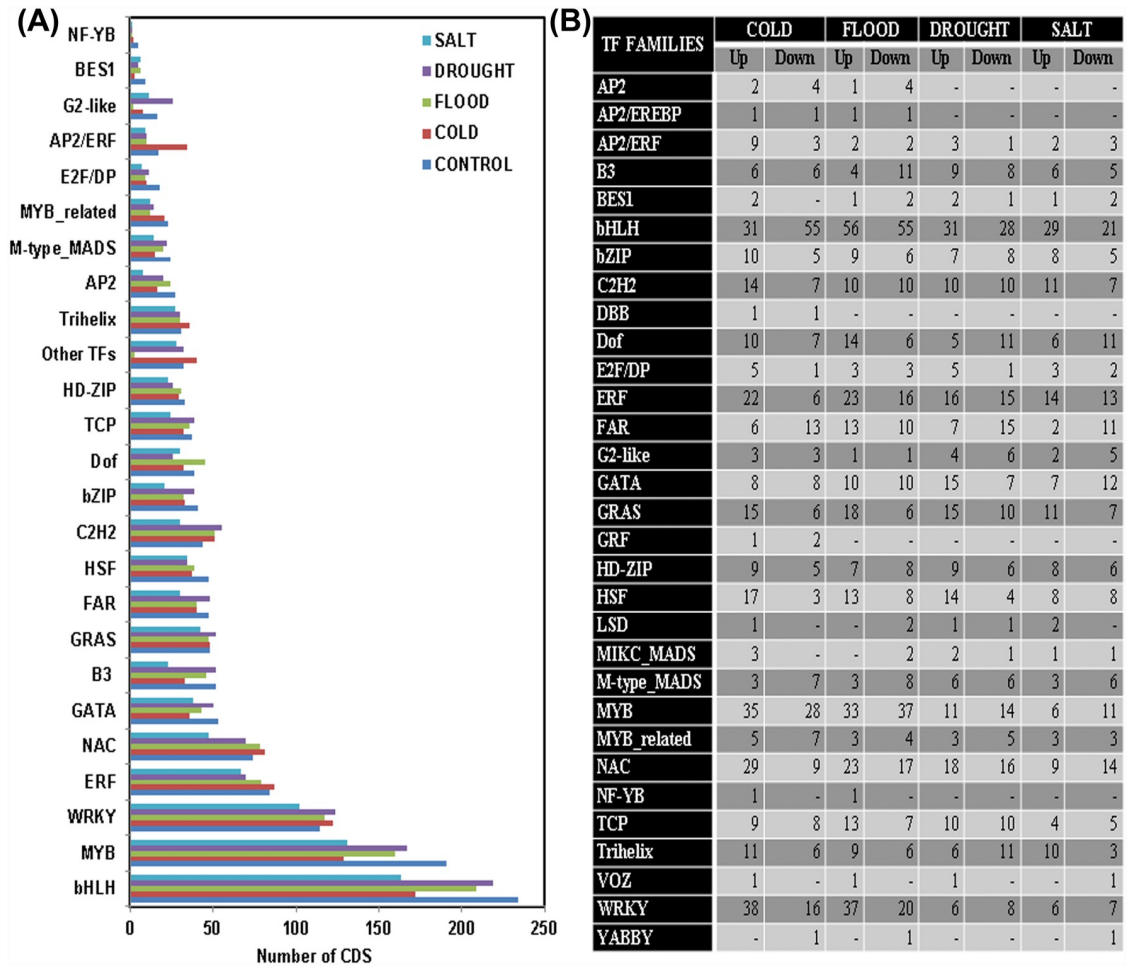 (A)
NF-YB
BES1
G2-like
AP2/ERF
E2F/DP
MYB_related
M-type_MADS
AP2
Trihelix
Other TFs
HD-ZIP
TCP
Dof
bZIP
C2H2
HSF
FAR
GRAS
B3
GATA
NAC
ERF
WRKY
MYB
bHLH
SALT
DROUGHT
FLOOD
COLD
CONTROL
0 50 100 150 200 250
Number of CDS
(B)
TF FAMILIES COLD FLOOD DROUGHT SALT
Up Down Up Down Up Down Up Down
AP2 2 4 1 4 - - - -
AP2/EREBP 1 1 1 1 - - - -
AP2/ERF 9 3 2 2 3 1 2 3
B3 6 6 4 11 9 8 6 5
BES1 2 - 1 2 2 1 1 2
bHLH 31 55 56 55 31 28 29 21
bZIP 10 5 9 6 7 8 8 5
C2H2 14 7 10 10 10 10 11 7
DBB 1 1 - - - - - -
Dof 10 7 14 6 5 11 6 11
E2F/DP 5 1 3 3 5 1 3 2
ERF 22 6 23 16 16 15 14 13
FAR 6 13 13 10 7 15 2 11
G2-like 3 3 1 1 4 6 2 5
GATA 8 8 10 10 15 7 7 12
GRAS 15 6 18 6 15 10 11 7
GRF 1 2 - - - - - -
HD-ZIP 9 5 7 8 9 6 8 6
HSF 17 3 13 8 14 4 8 8
LSD 1 - - 2 1 1 2 -
MIKC_MADS 3 - - 2 2 1 1 1
M-type_MADS 3 7 3 8 6 6 3 6
MYB 35 28 33 37 11 14 6 11
MYB_related 5 7 3 4 3 5 3 3
NAC 29 9 23 17 18 16 9 14
NF-YB 1 - 1 - - - - -
TCP 9 8 13 7 10 10 4 5
Trihelix 11 6 9 6 6 11 10 3
VOZ 1 - 1 - 1 - - 1
WRKY 38 16 37 20 6 8 6 7
YABBY - 1 - 1 - - - 1